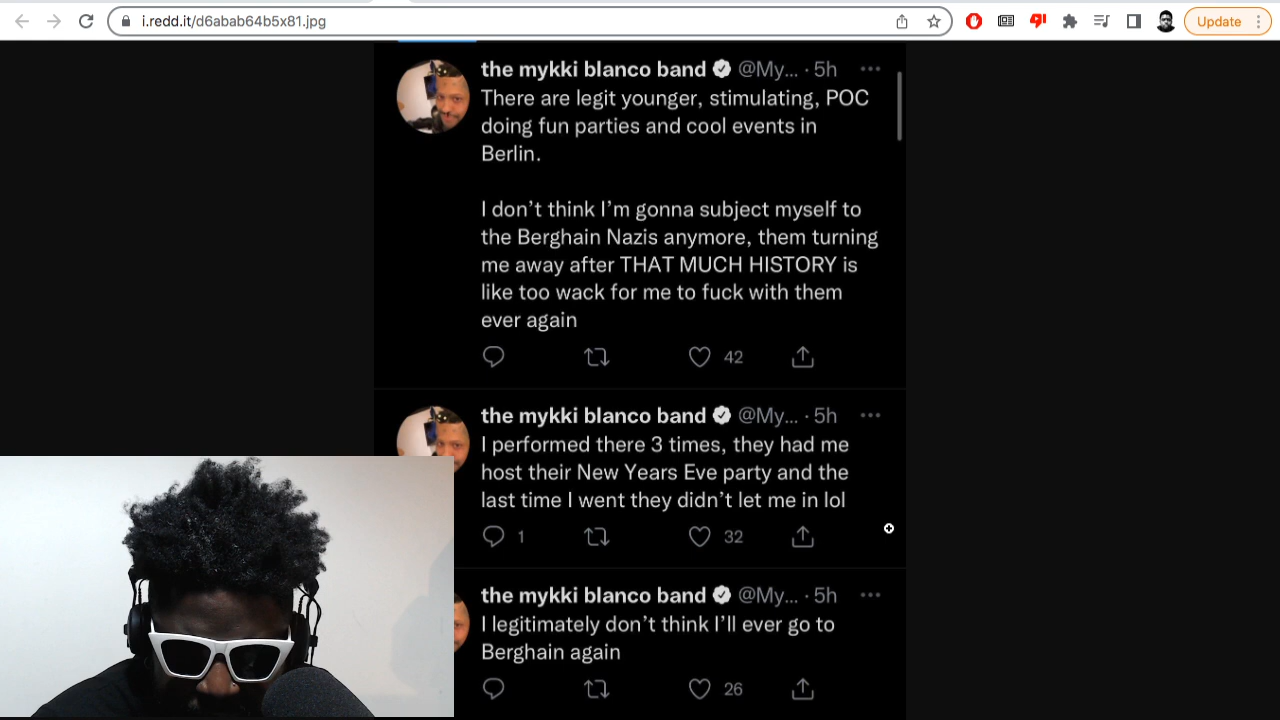 i.redd.it/d6abab64b5x81.jpg
Update
the mykki blanco band @My... · 5h
There are legit younger, stimulating, POC
doing fun parties and cool events in
Berlin.
I don’t think I’m gonna subject myself to
the Berghain Nazis anymore, them turning
me away after THAT MUCH HISTORY is
like too wack for me to fuck with them
ever again
42
the mykki blanco band @My... · 5h
I performed there 3 times, they had me
host their New Years Eve party and the
last time I went they didn’t let me in lol
1 32
the mykki blanco band @My... · 5h
I legitimately don’t think I’ll ever go to
Berghain again
26